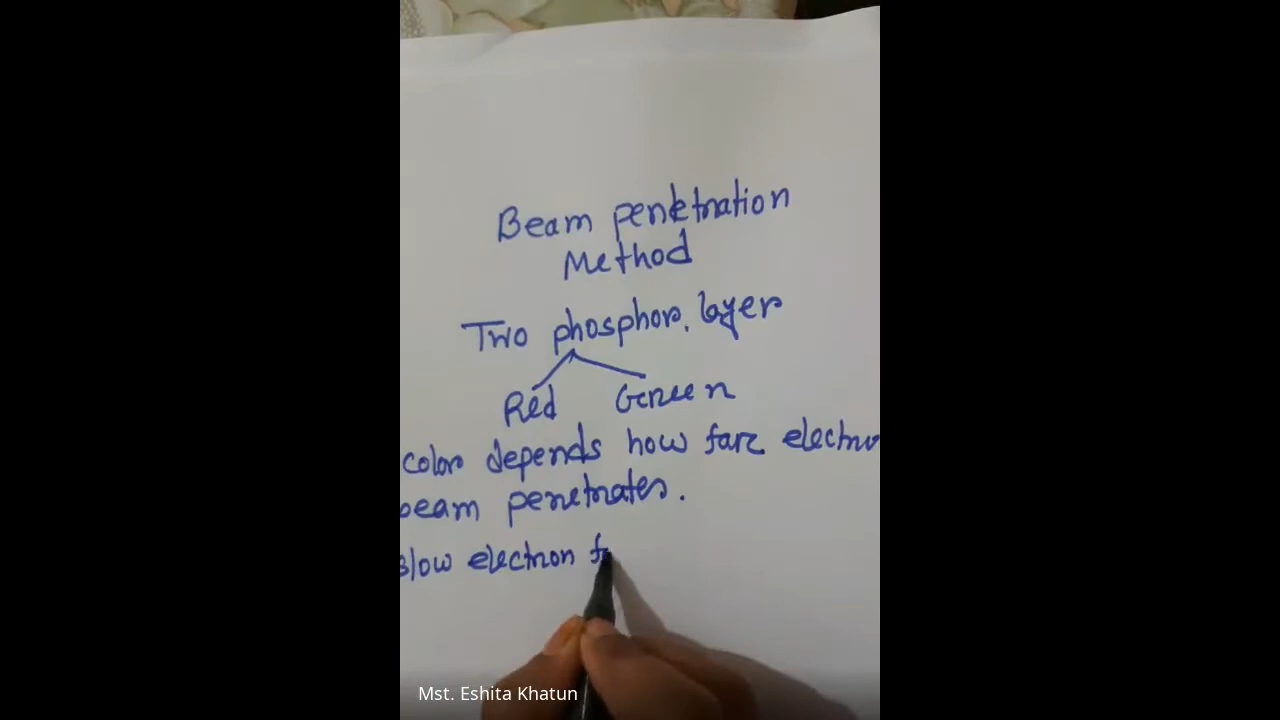 Beam penetration
Method
Two phosphor layer
Red Green
color depends how far electro
beam penetrates.
slow electron f
Mst. Eshita Khatun